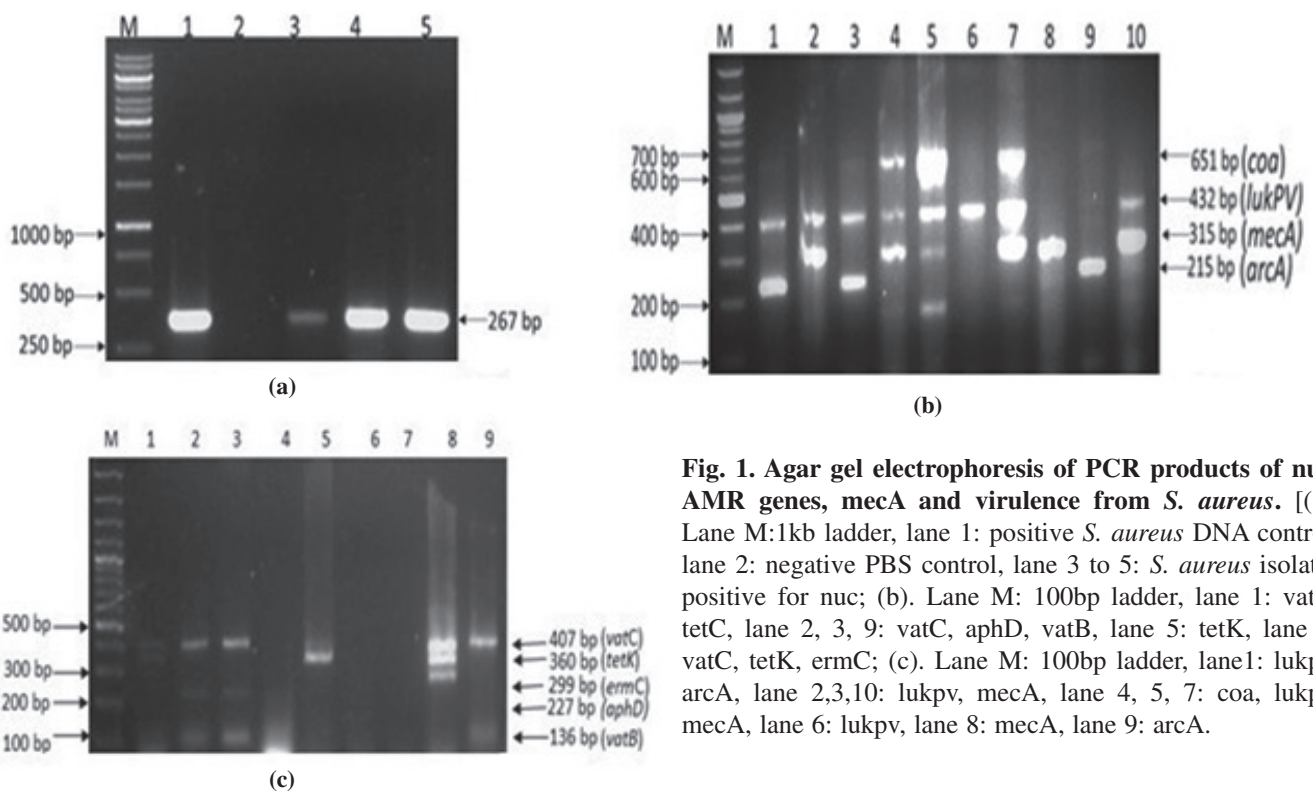 M 1 2 3 4 5
1000 bp
500 bp
250 bp
267 bp
(a)
M 1 2 3 4 5 6 7 8 9 10
700 bp
600 bp
400 bp
200 bp
100 bp
651 bp (coa)
432 bp (lukPV)
315 bp (mecA)
215 bp (arcA)
(b)
M 1 2 3 4 5 6 7 8 9
500 bp
300 bp
200 bp
100 bp
407 bp (vatC)
360 bp (tetK)
299 bp (ermC)
227 bp (aphD)
136 bp (vatB)
(c)
Fig. 1. Agar gel electrophoresis of PCR products of nu
AMR genes, mecA and virulence from S. aureus. [(
Lane M:1kb ladder, lane 1: positive S. aureus DNA contr
lane 2: negative PBS control, lane 3 to 5: S. aureus isolat
positive for nuc; (b). Lane M: 100bp ladder, lane 1: vat
tetC, lane 2, 3, 9: vatC, aphD, vatB, lane 5: tetK, lane
vatC, tetK, ermC; (c). Lane M: 100bp ladder, lane1: lukp
arcA, lane 2,3,10: lukpv, mecA, lane 4, 5, 7: coa, lukp
mecA, lane 6: lukpv, lane 8: mecA, lane 9: arcA.